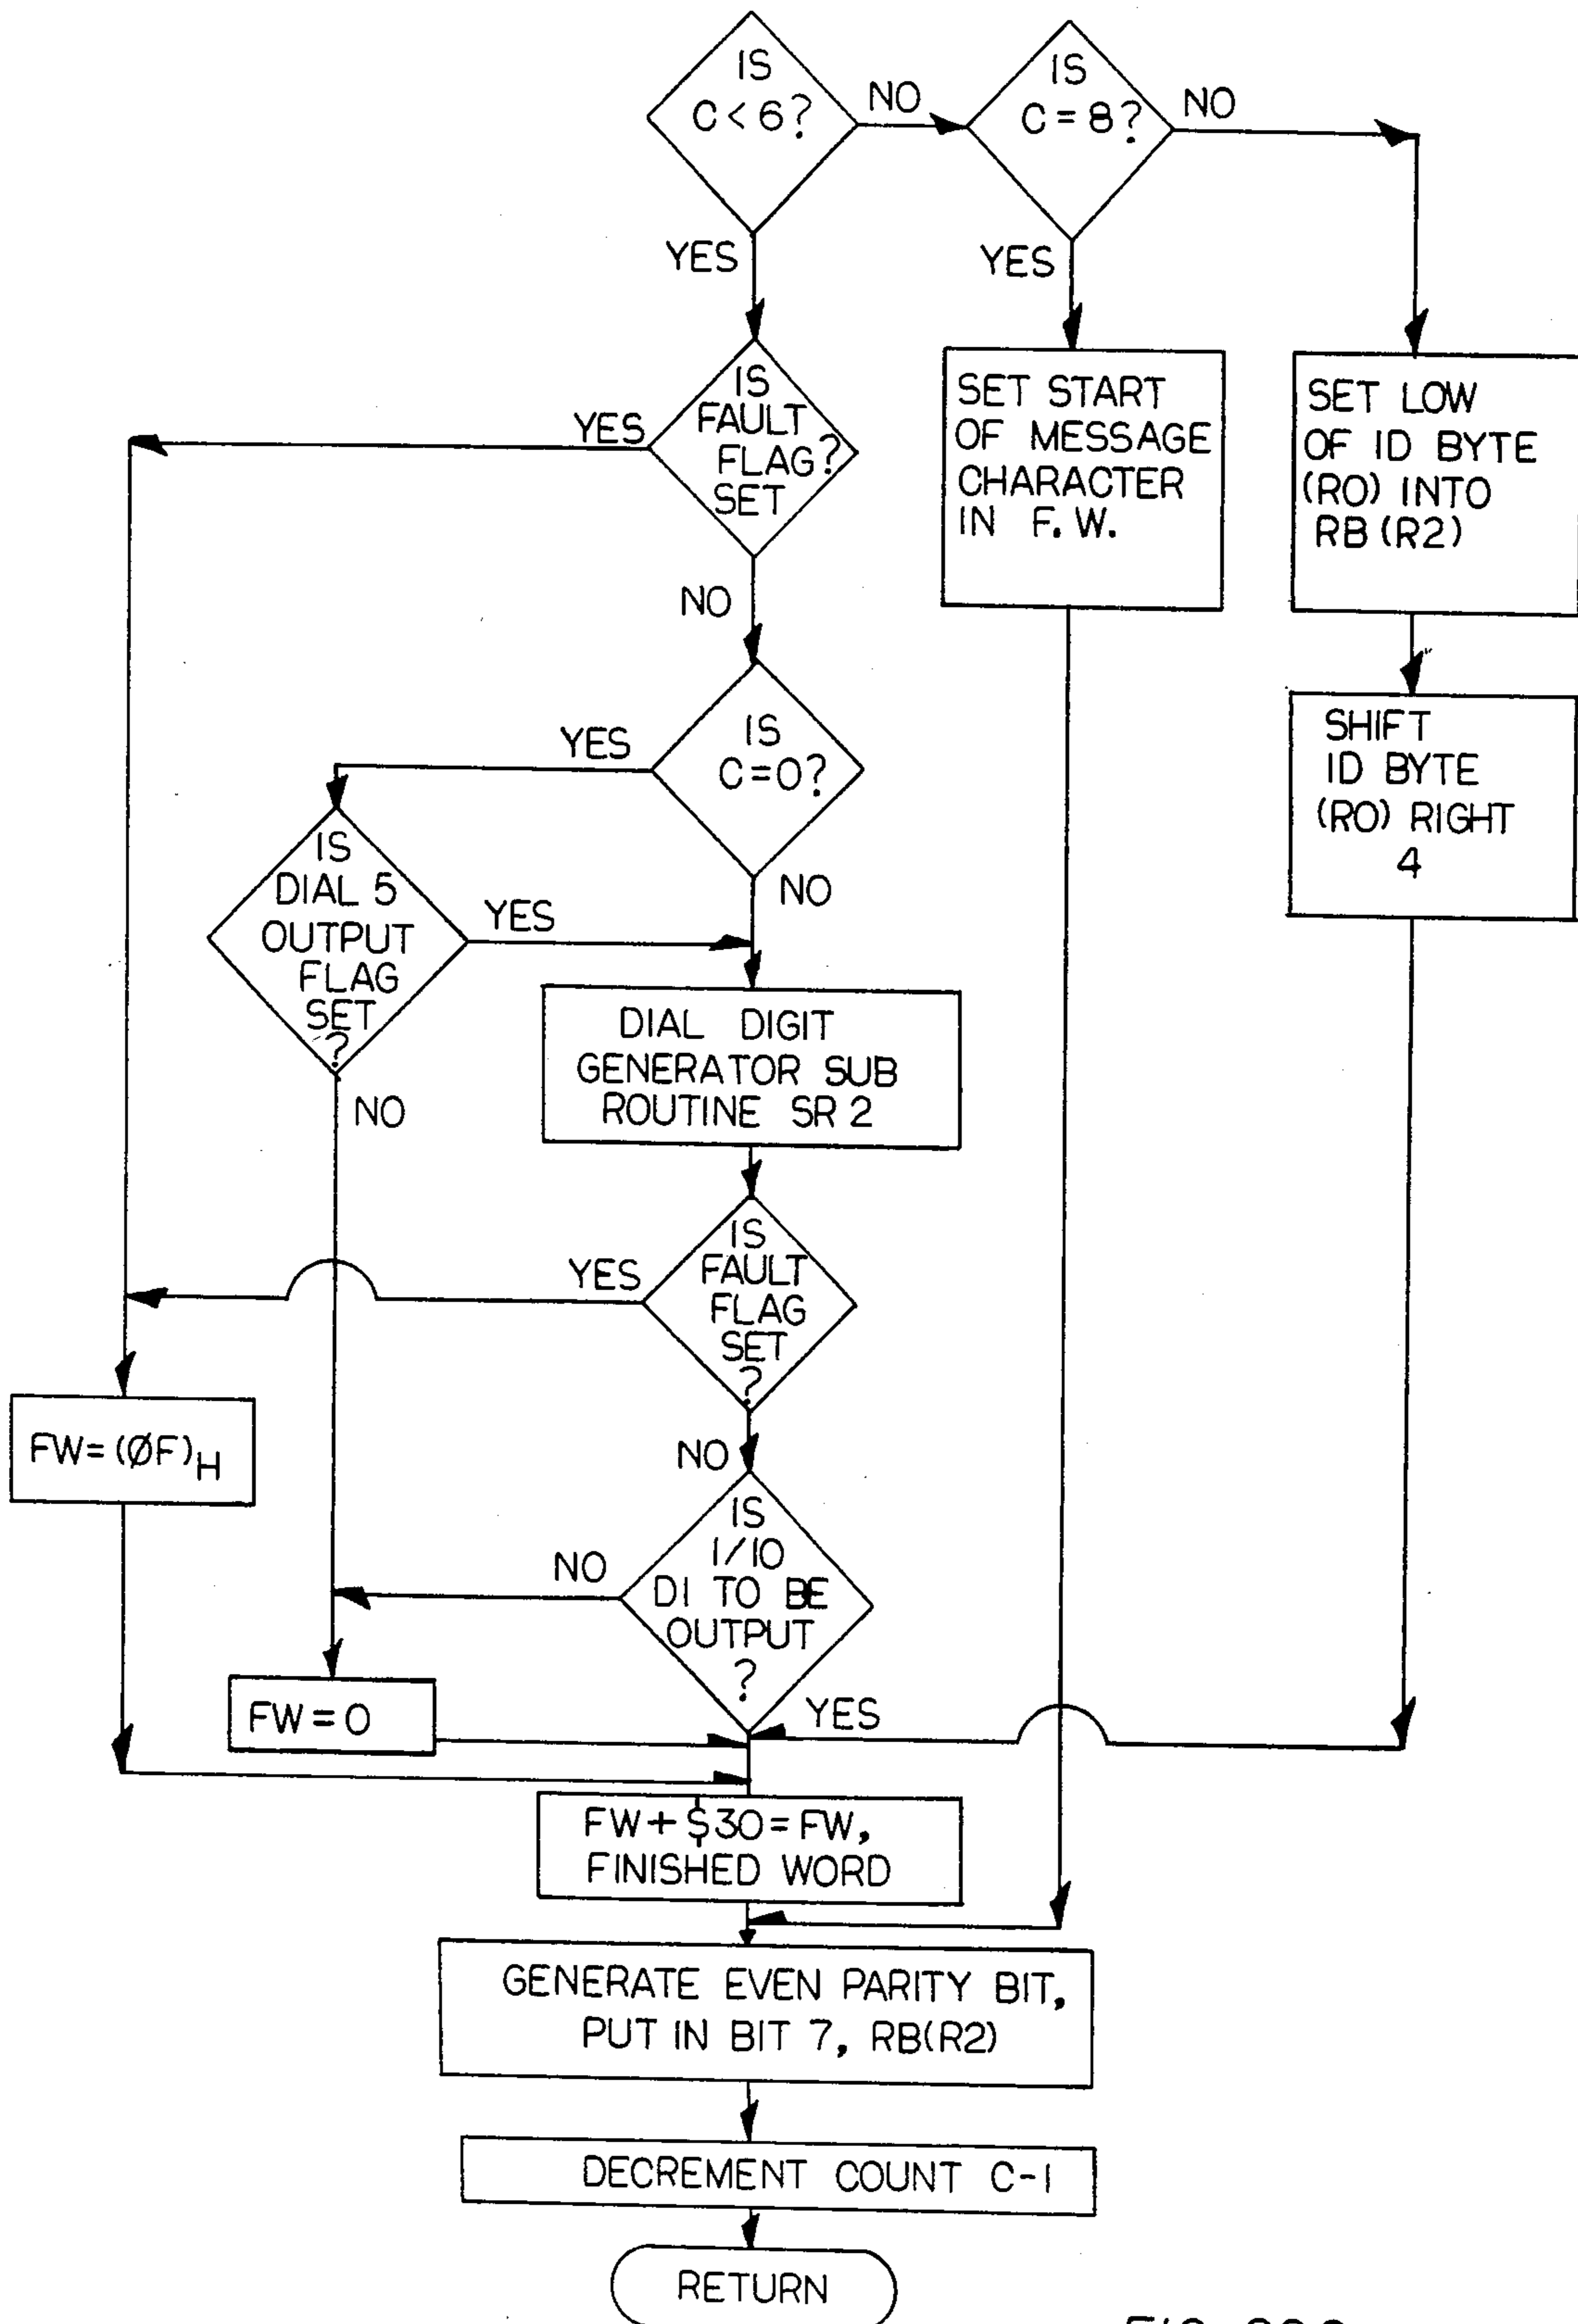 IS
C < 6?
NO
IS
C = 8?
NO
YES
YES
IS
FAULT
FLAG?
SET
YES
SET START
OF MESSAGE
CHARACTER
IN F. W.
SET LOW
OF ID BYTE
(RO) INTO
RB (R2)
NO
IS
C=0?
YES
SHIFT
ID BYTE
(RO) RIGHT
4
IS
DIAL 5
OUTPUT
FLAG
SET
?
YES
NO
DIAL DIGIT
GENERATOR SUB
ROUTINE SR 2
NO
IS
FAULT
FLAG
SET
?
YES
FW= (ØF)H
NO
IS
1/10
D1 TO BE
OUTPUT
?
NO
YES
FW = 0
FW + $30 = FW,
FINISHED WORD
GENERATE EVEN PARITY BIT,
PUT IN BIT 7, RB(R2)
DECREMENT COUNT C-1
RETURN